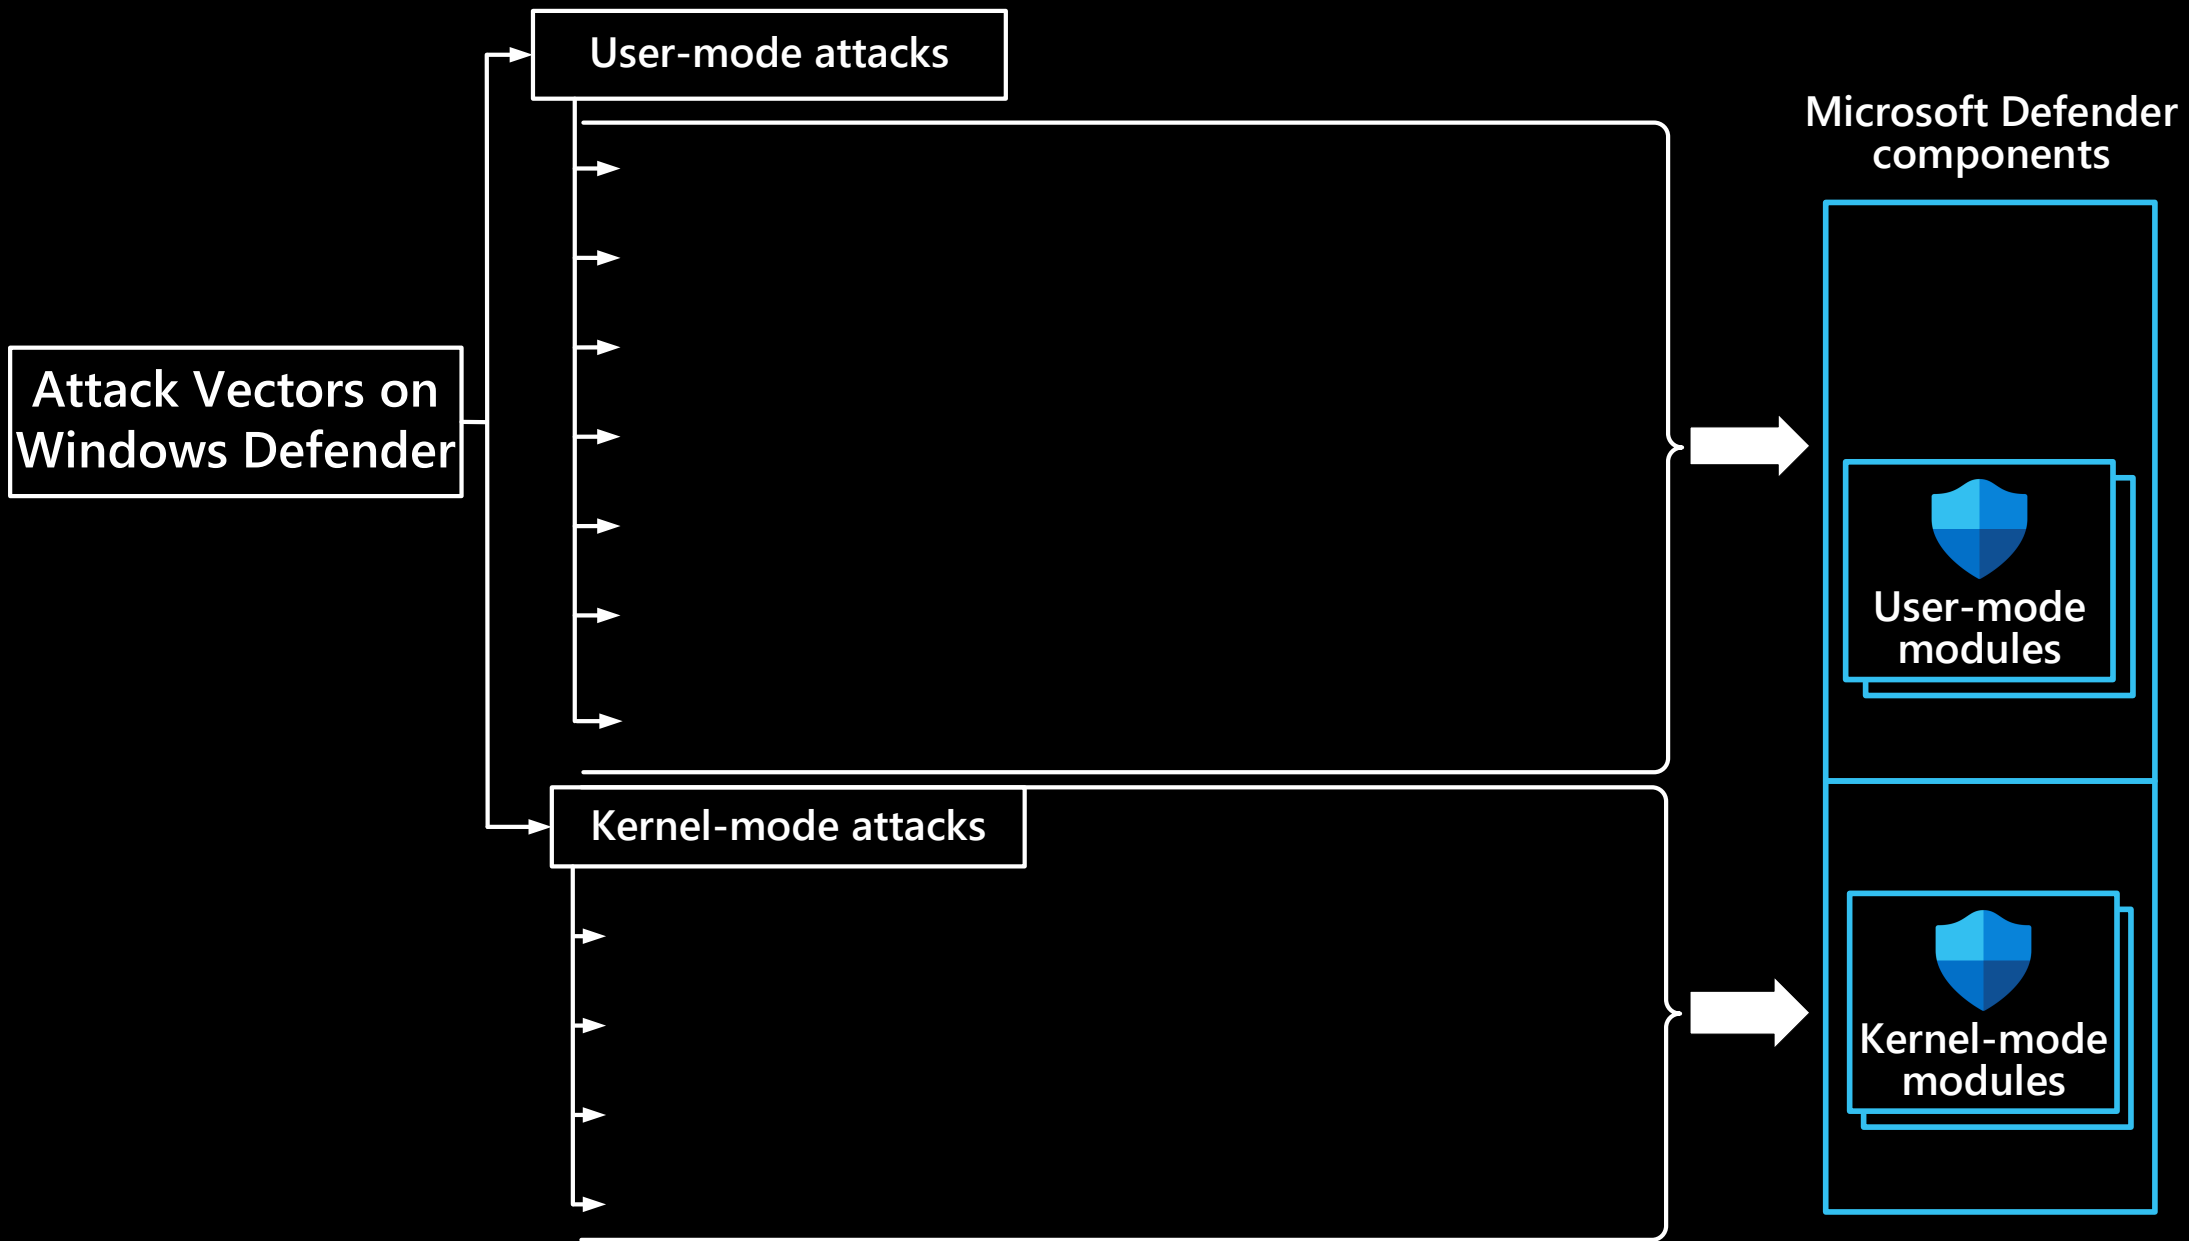 User-mode attacks
Microsoft Defender
components
Attack Vectors on
Windows Defender
User-mode
modules
Kernel-mode attacks
Kernel-mode
modules